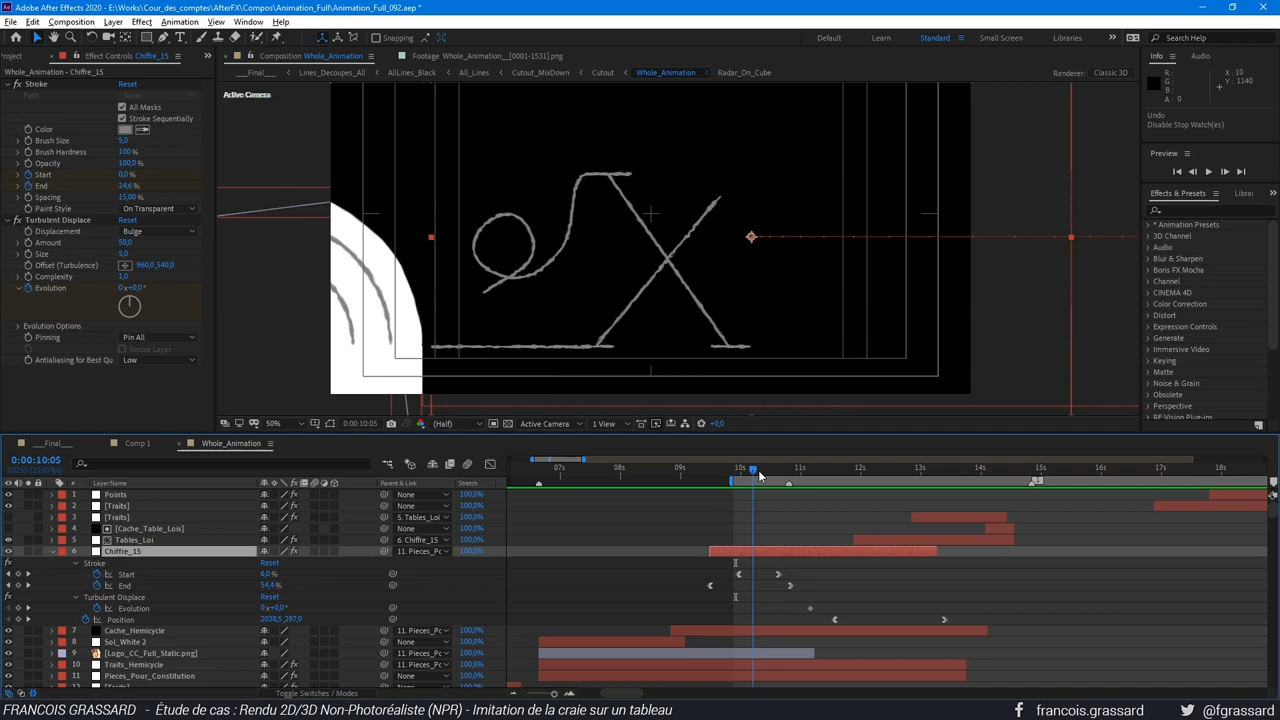 Adobe After Effects 2020 - E:\Works\Cour_des_comptes\AfterFX\Compos\Animation_Full\Animation_Full_092.aep *
File Edit Composition Layer Effect Animation View Window Help
Snapping Default Learn Standard Small Screen Libraries Search Help
Project Effect Controls Chiffre_15 Composition Whole_Animation Footage Whole_Animation__[0001-1531].png Info Audio
Whole_Animation • Chiffre_15 ___Final___ Lines_Decoupes_All AllLines_Black All_Lines Cutout_MixDown Cutout Whole_Animation Radar_On_Cube Renderer: Classic 3D
Active Camera
fx Stroke Reset
Path
All Masks
Stroke Sequentially
Color
Brush Size 5,0
Brush Hardness 100 %
Opacity 100,0 %
Start 0,0 %
End 24,6 %
Spacing 15,00 %
Paint Style On Transparent
fx Turbulent Displace Reset
Displacement Bulge
Amount 50,0
Size 5,0
Offset (Turbulence) 960,0,540,0
Complexity 1,0
Evolution 0x+0,0°
Evolution Options
Pinning Pin All
Resize Layer
Antialiasing for Best Qu Low
R:
G:
B:
A: 0
X: 10
Y: 1140
Undo
Disable Stop Watch(es)
Preview
Effects & Presets Librar
* Animation Presets
3D Channel
Audio
Blur & Sharpen
Boris FX Mocha
Channel
CINEMA 4D
Color Correction
Distort
Expression Controls
Generate
Immersive Video
Keying
Matte
Noise & Grain
Obsolete
Perspective
RE:Vision Plug-ins
50% 0:00:10:05 (Half) Active Camera 1 View +0,0
___Final___ Comp 1 Whole_Animation
0:00:10:05
00255 (25.00 fps)
07s 08s 09s 10s 11s 12s 13s 14s 15s 16s 17s 18s
# Layer Name Parent & Link Stretch
1 Points None 100,0%
2 [Traits] None 100,0%
3 [Traits] 5. Tables_Loi 100,0%
4 [Cache_Table_Lois] None 100,0%
5 Tables_Loi 6. Chiffre_15 100,0%
6 Chiffre_15 11. Pieces_Pc 100,0%
Stroke Reset
Start 6,0 %
End 54,4 %
Turbulent Displace Reset
Evolution 0x+0,0°
Position 2038,5,297,0
7 Cache_Hemicycle 11. Pieces_Pc 100,0%
8 Sol_White 2 None 100,0%
9 [Logo_CC_Full_Static.png] 11. Pieces_Pc 100,0%
10 Traits_Hemicycle 11. Pieces_Pc 100,0%
11 Pieces_Pour_Constitution None 100,0%
Toggle Switches / Modes
FRANCOIS GRASSARD - Étude de cas : Rendu 2D/3D Non-Photoréaliste (NPR) - Imitation de la craie sur un tableau francois.grassard @fgrassard